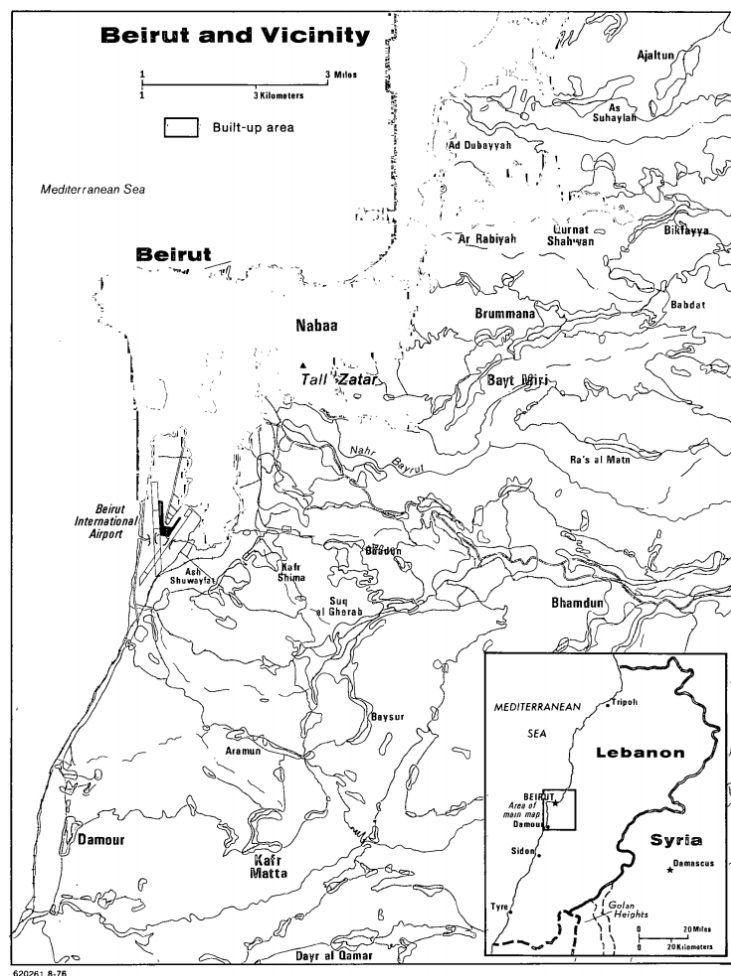 Beirut and Vicinity
1 3 Miles
1 3 Kilometers
Built-up area
Mediterranean Sea
Ajaltun
As
Suhaylah
Ad Dubayyah
Beirut
Ar Rabiyah
Qurnat
Shahwan
Bikfayya
Babdat
Nabaa
Brummana
Tall Zatar
Bayt Miri
Nahr
Bayrut
Ra's al Matn
Beirut
International
Airport
Ash
Shuwayfat
Kafr
Shima
Suq
al Gharab
Bhamdun
Baysur
Aramun
Damour
Kafr
Matta
Dayr al Qamar
MEDITERRANEAN
SEA
Tripoli
Lebanon
BEIRUT
Area of
main map
Damour
Syria
Sidon
Damascus
Tyre
Golan
Heights
0 20 Miles
0 20 Kilometers
620261 8-76